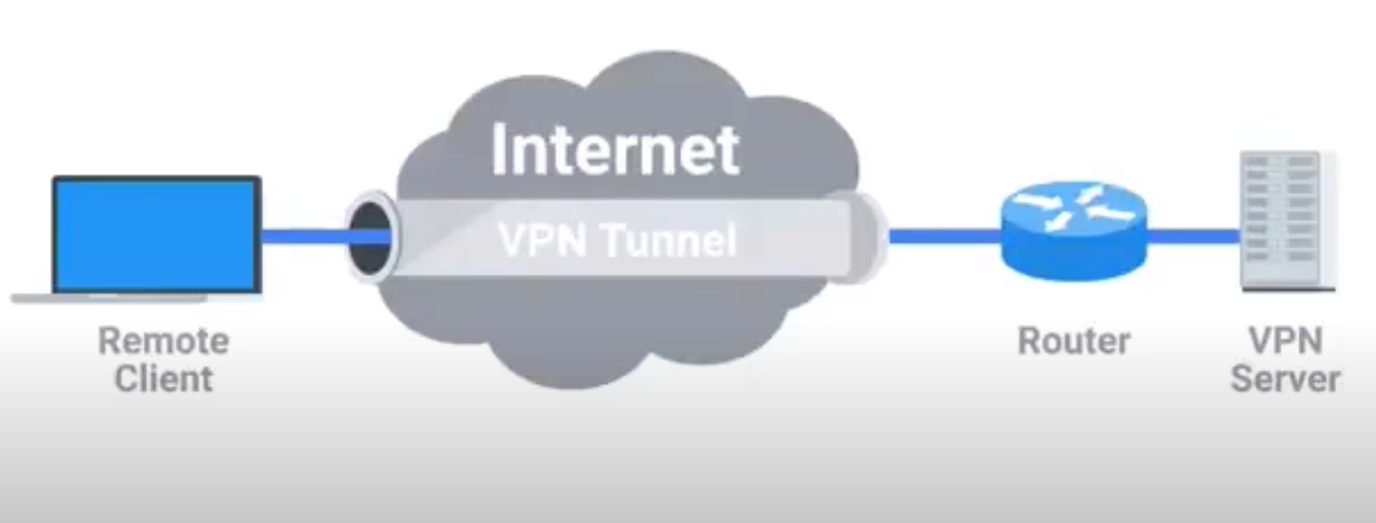 Internet
VPN Tunnel
Remote
Client
Router
VPN
Server